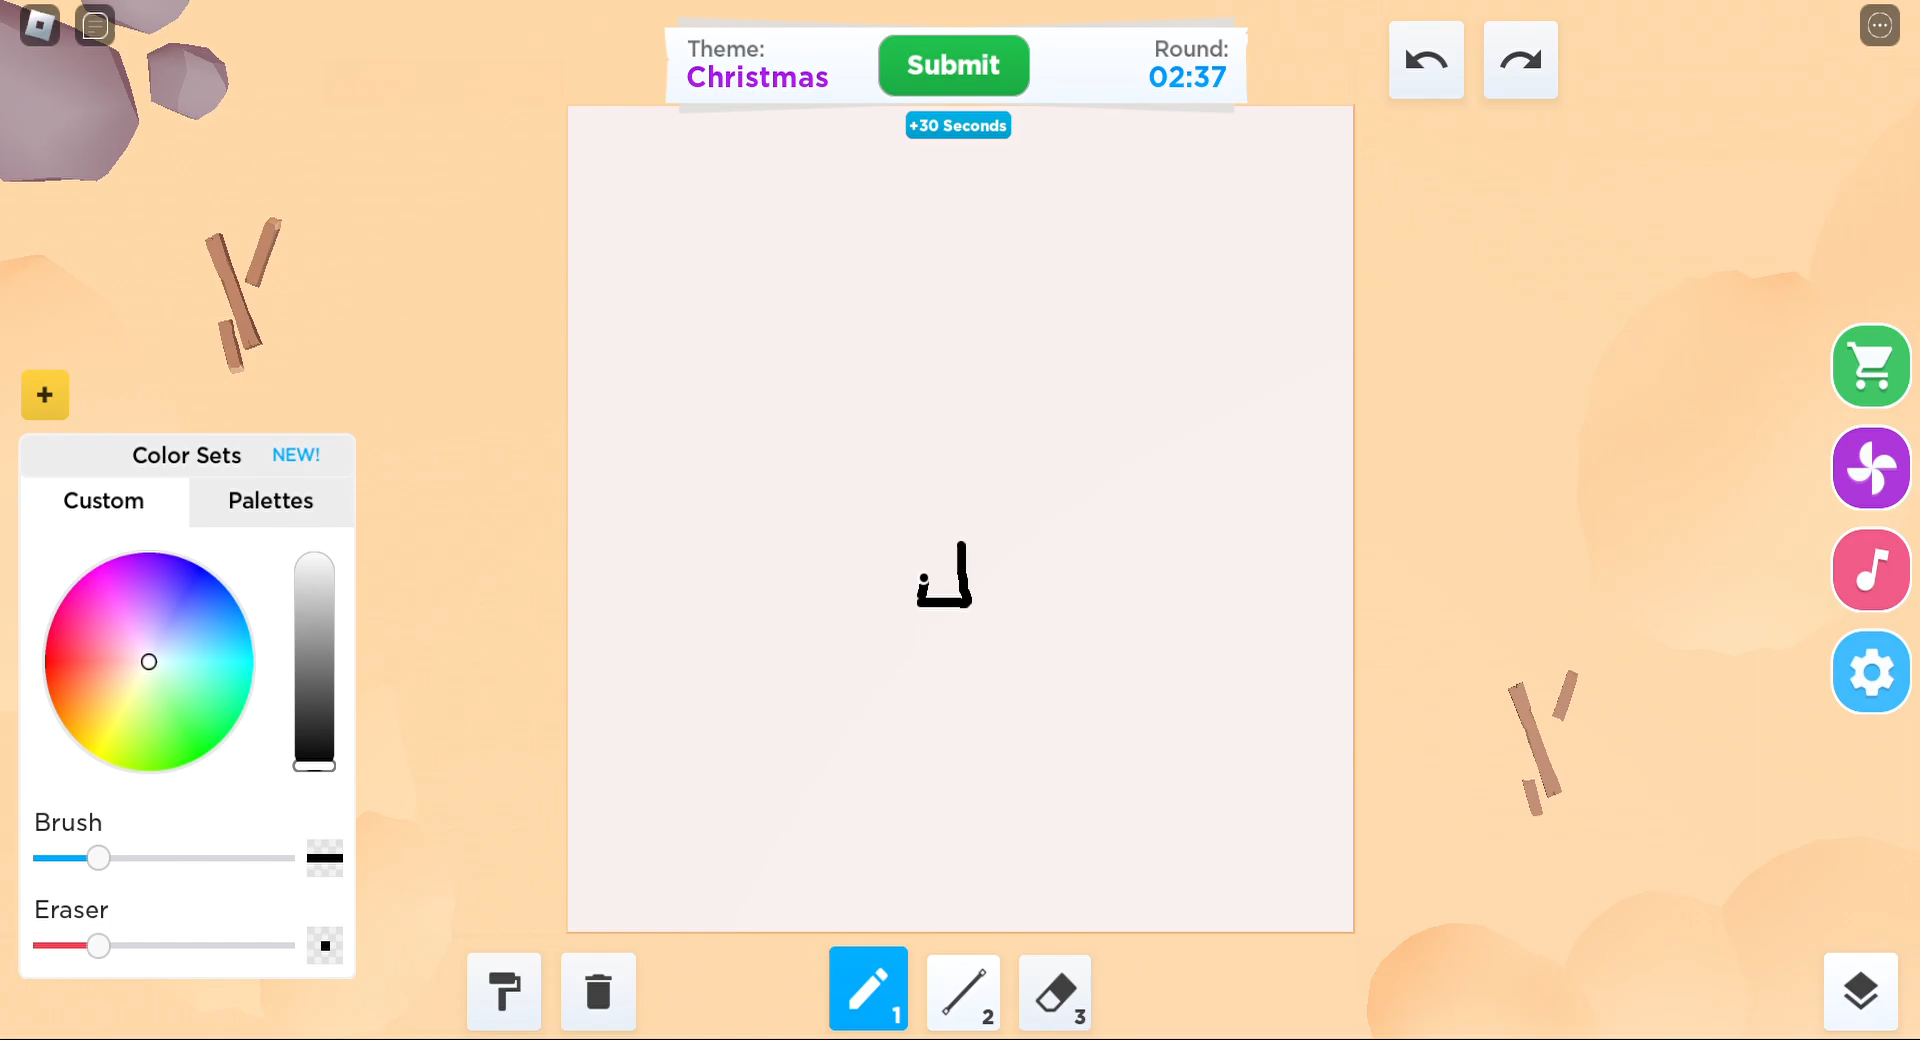 Theme:
Christmas
Submit
Round:
02:37
+30 Seconds
+
Color Sets NEW!
Custom Palettes
Brush
Eraser
1
2
3